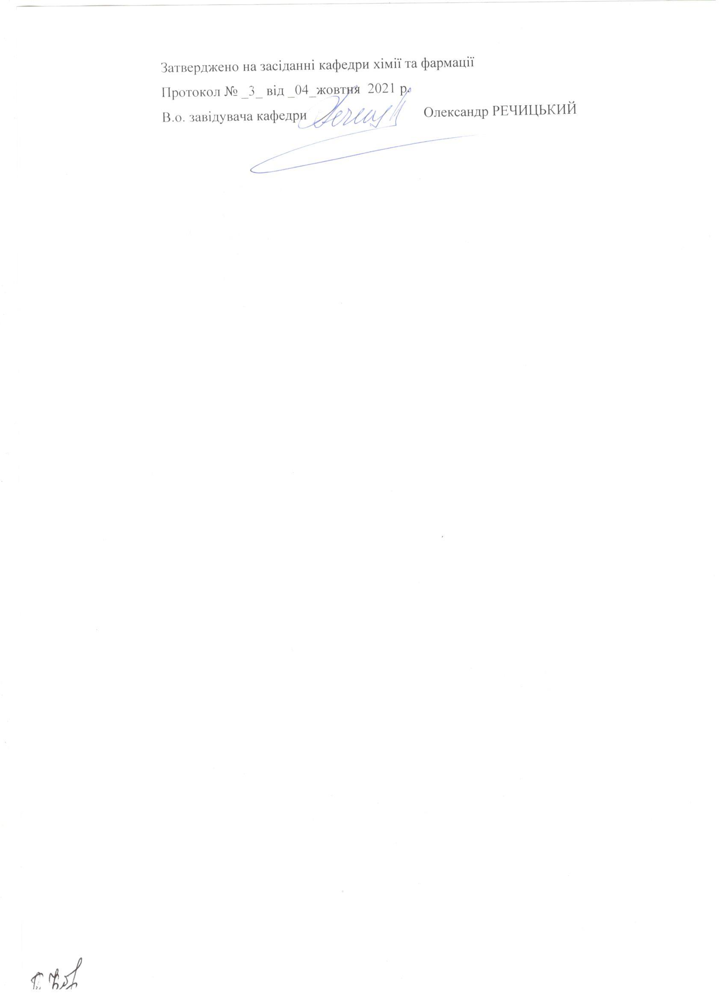 Затверджено на засіданні кафедри хімії та фармації
Протокол № _3_ від _04_жовтня 2021 р.
В.о. завідувача кафедри Олександр РЕЧИЦЬКИЙ